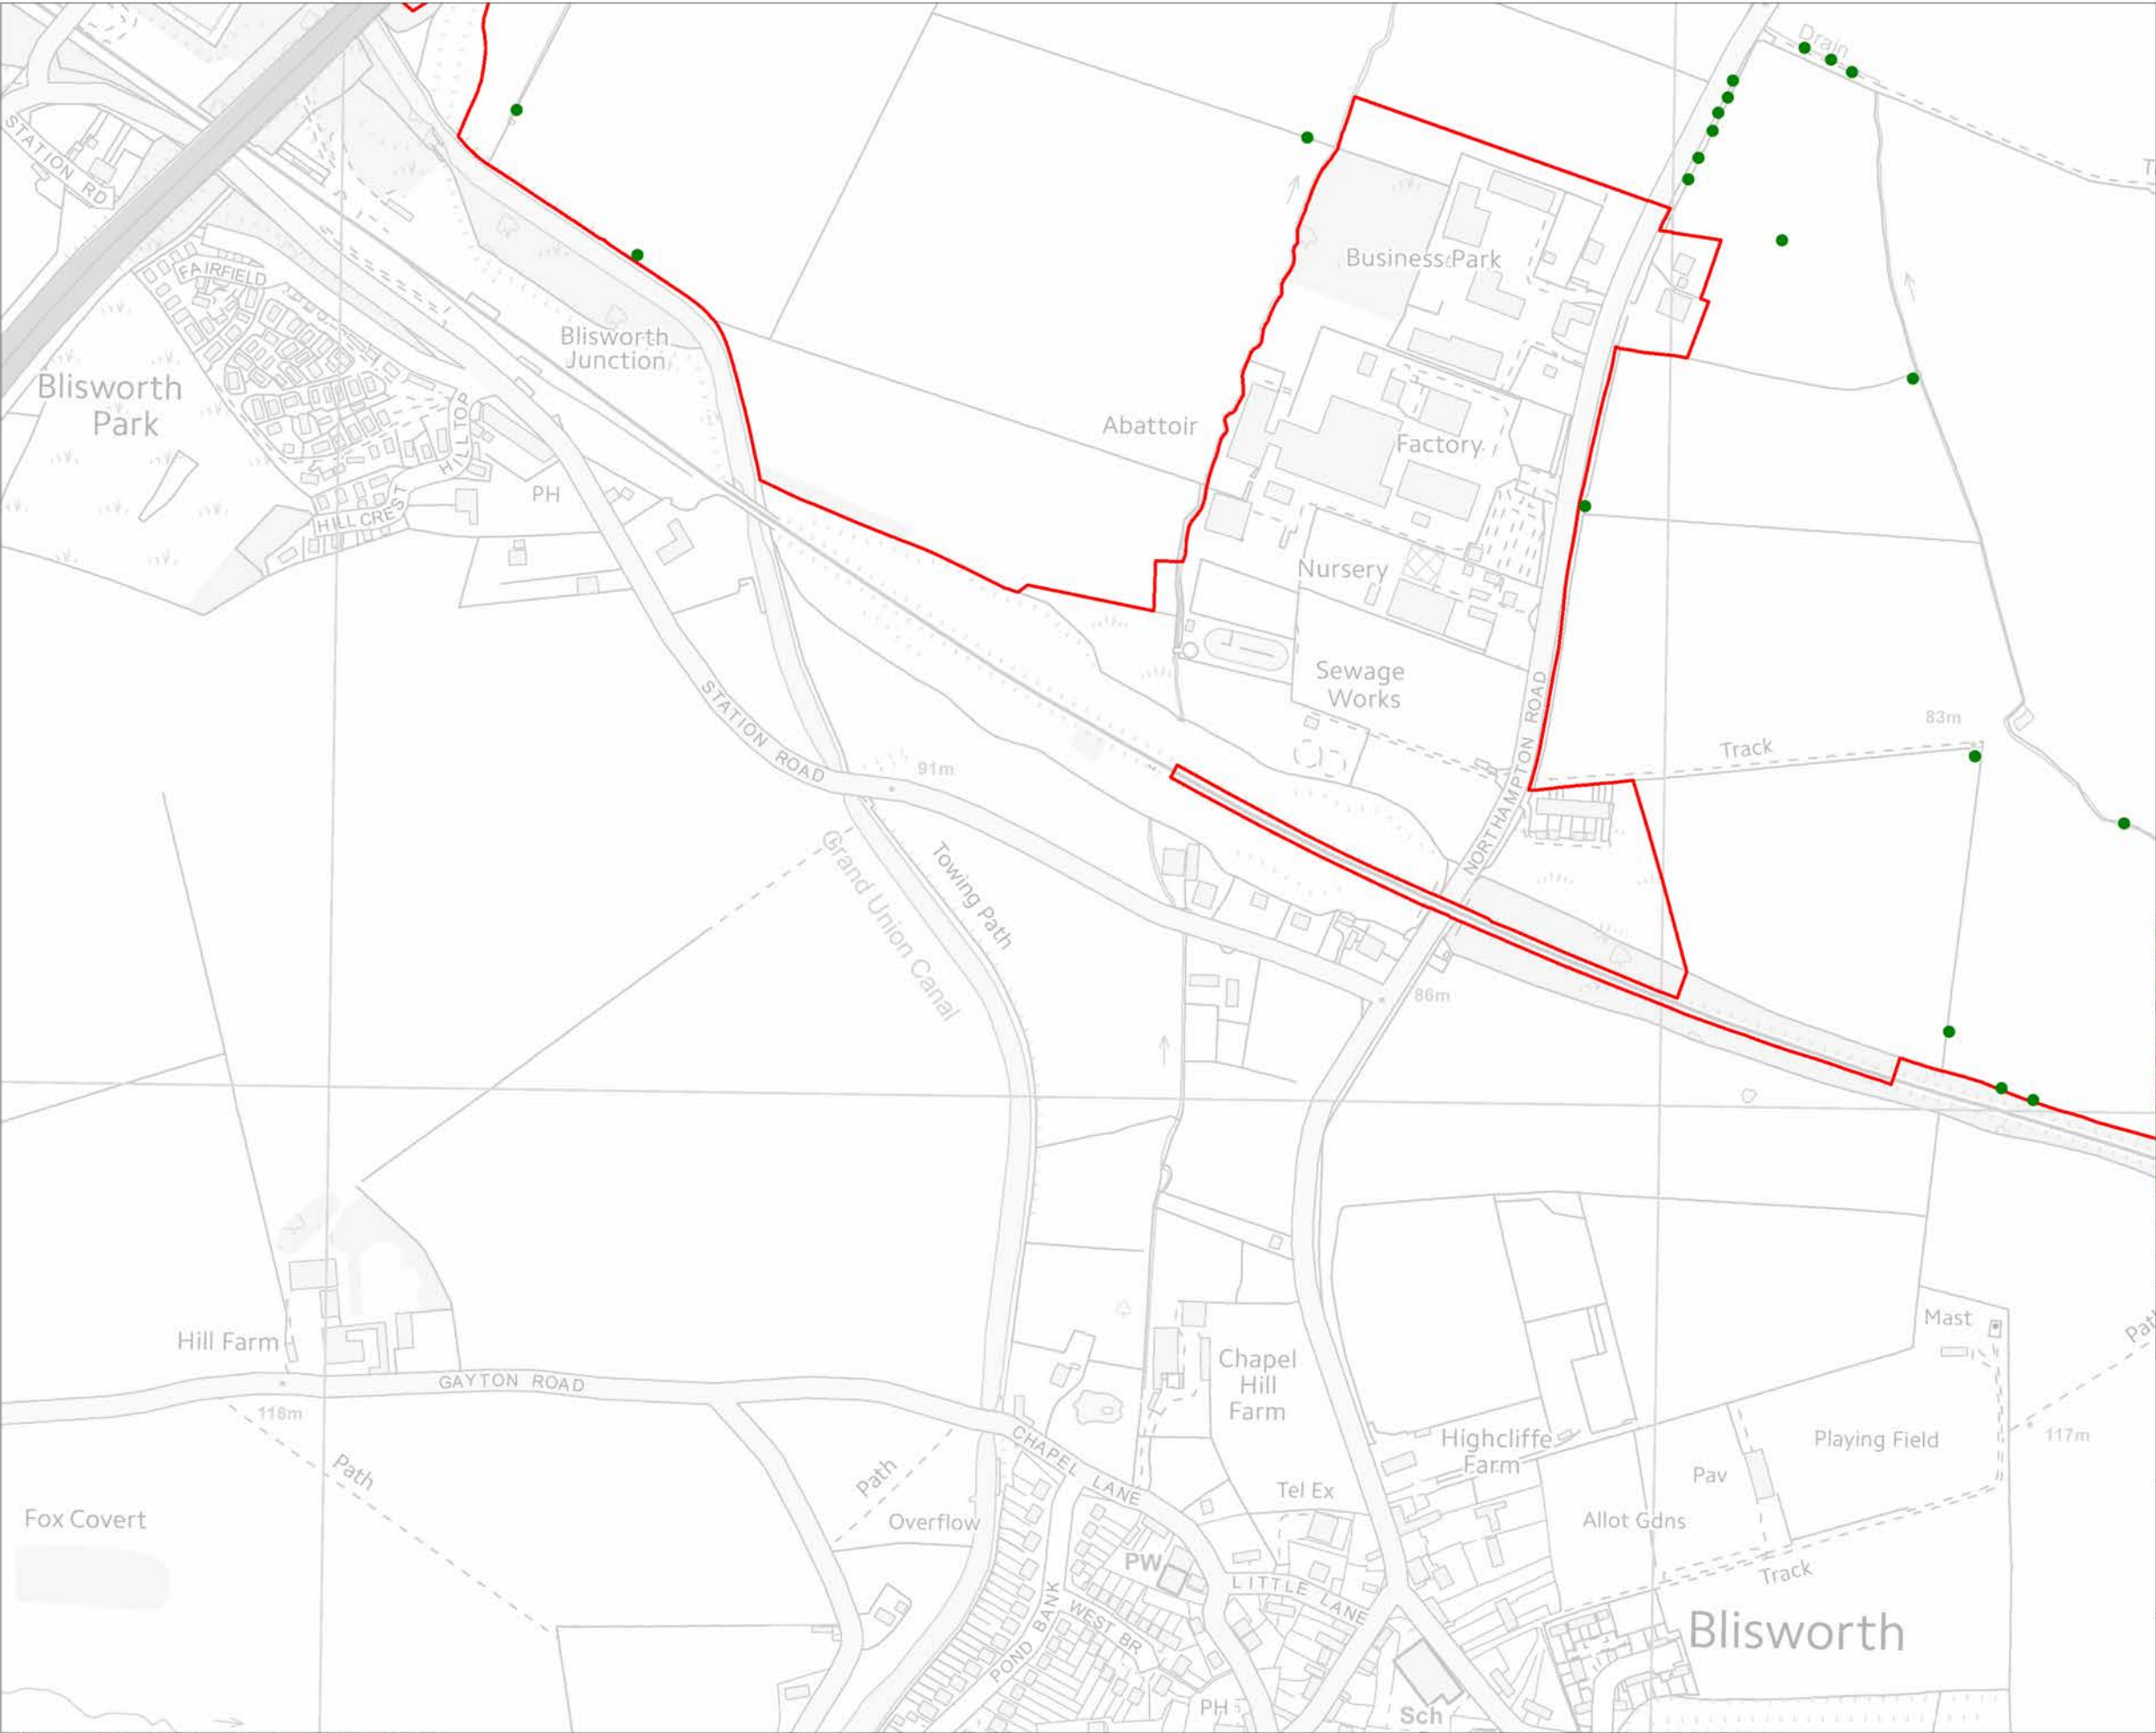 Drain
STATION RD
FAIRFIELD
Business Park
Blisworth
Junction
Blisworth
Park
HILL TOP
Abattoir
Factory
PH
HILL CREST
Nursery
Sewage
Works
STATION ROAD
NORTHAMPTON ROAD
83m
Track
91m
Grand Union Canal
Towing Path
86m
Hill Farm
GAYTON ROAD
118m
Path
Path
Fox Covert
Overflow
CHAPEL LANE
Chapel
Hill
Farm
Mast
Highcliffe
Farm
Playing Field
117m
Pav
Tel Ex
Allot Gdns
PW
LITTLE LANE
Track
POND BANK
WEST BR
Blisworth
PH
Sch